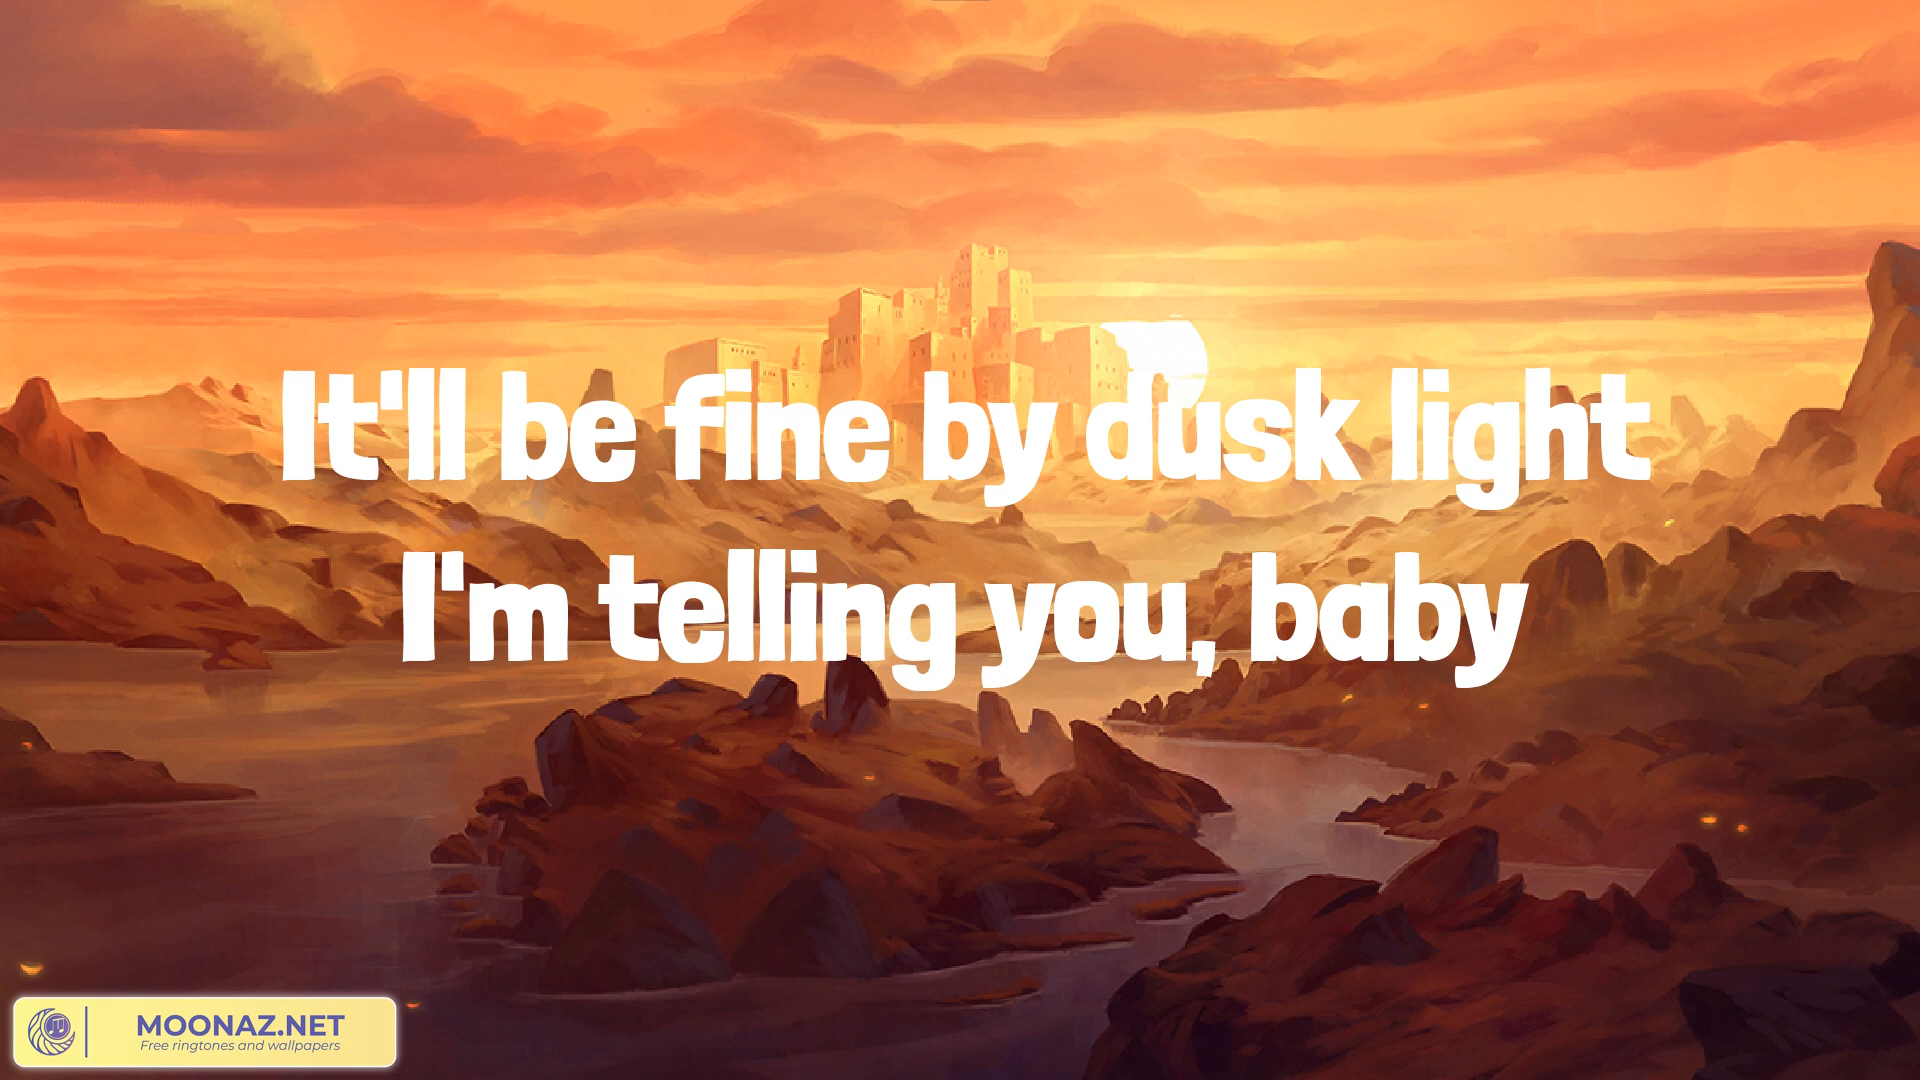 It'll be fine by dusk light
I'm telling you, baby
MOONAZ.NET
Free ringtones and wallpapers